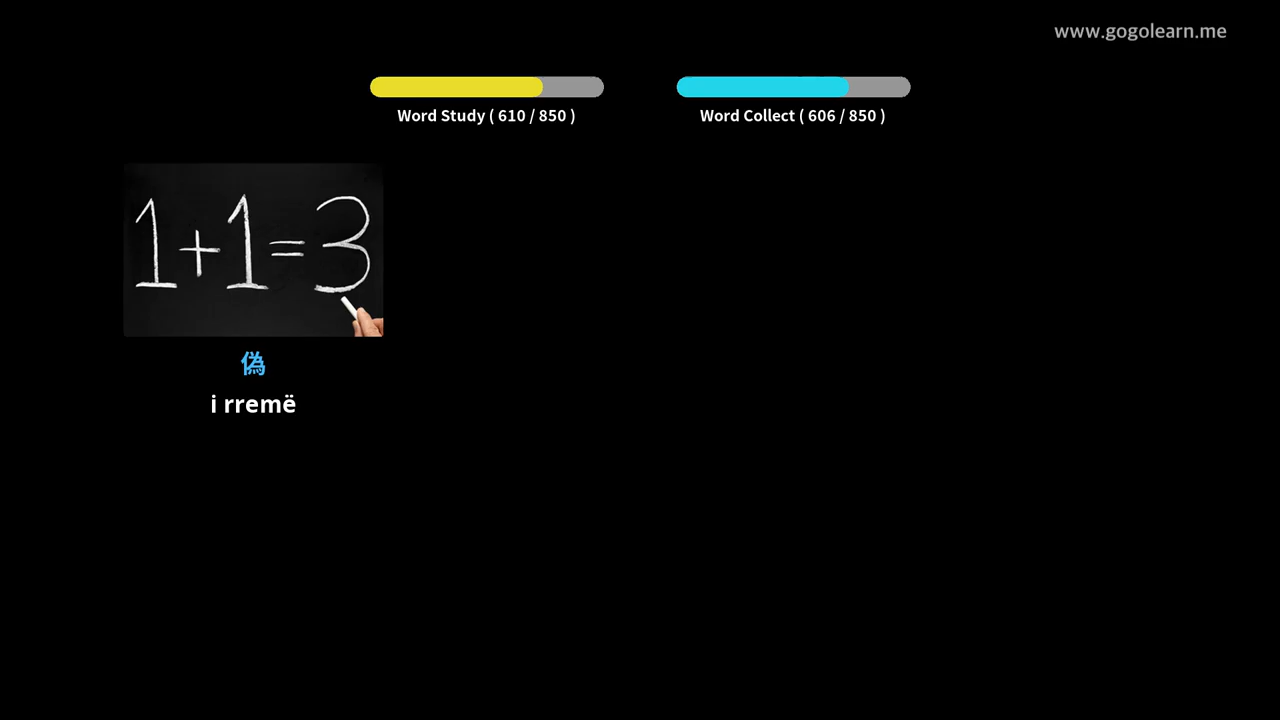 www.gogolearn.me
Word Study ( 610 / 850 )
Word Collect ( 606 / 850 )
1+1=3
偽
i rremë